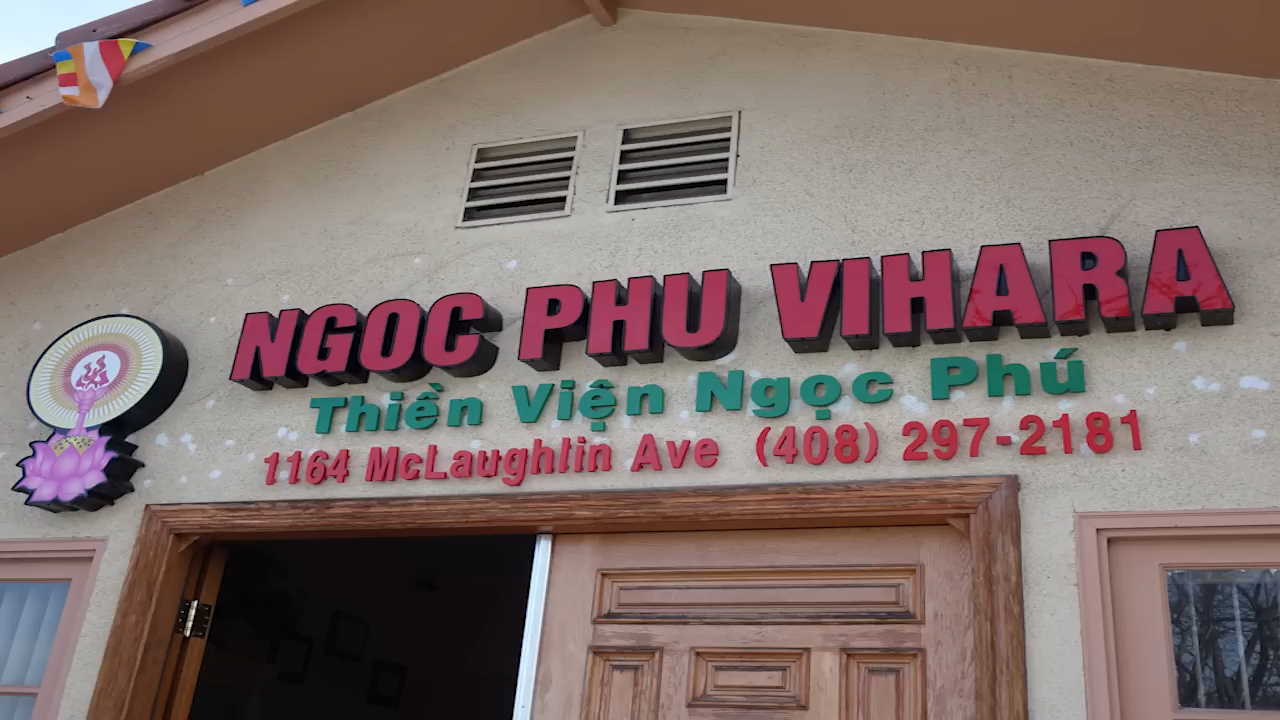 NGOC PHU VIHARA
Thiền Viện Ngọc Phú
1164 McLaughlin Ave (408) 297-2181